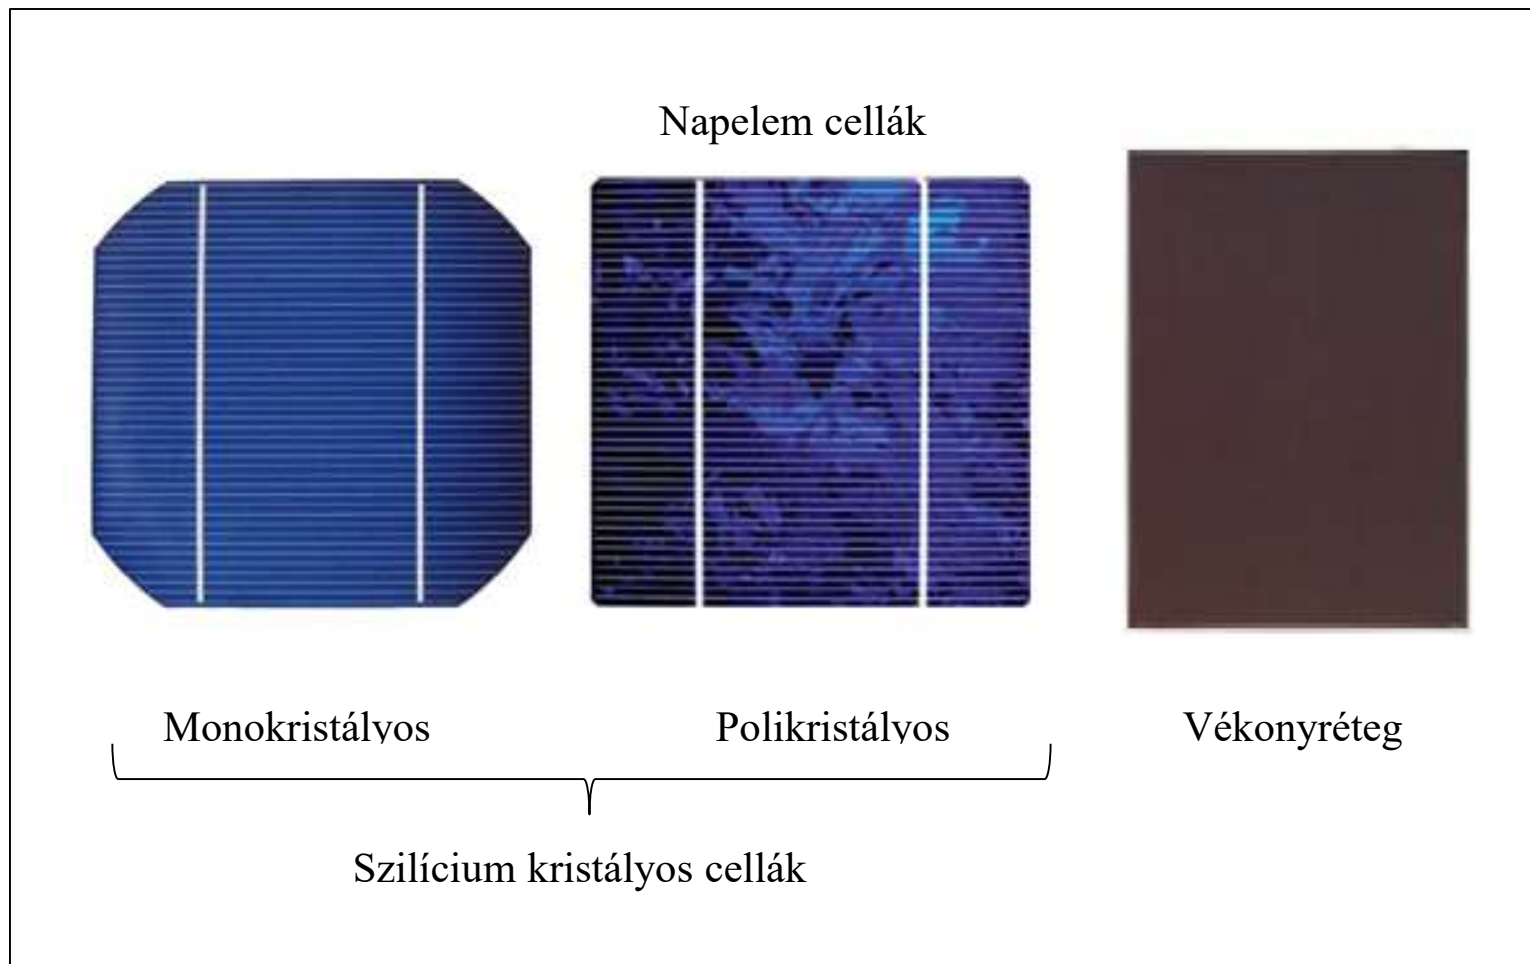 Napelem cellák
Monokristályos
Polikristályos
Vékonyréteg
Szilícium kristályos cellák